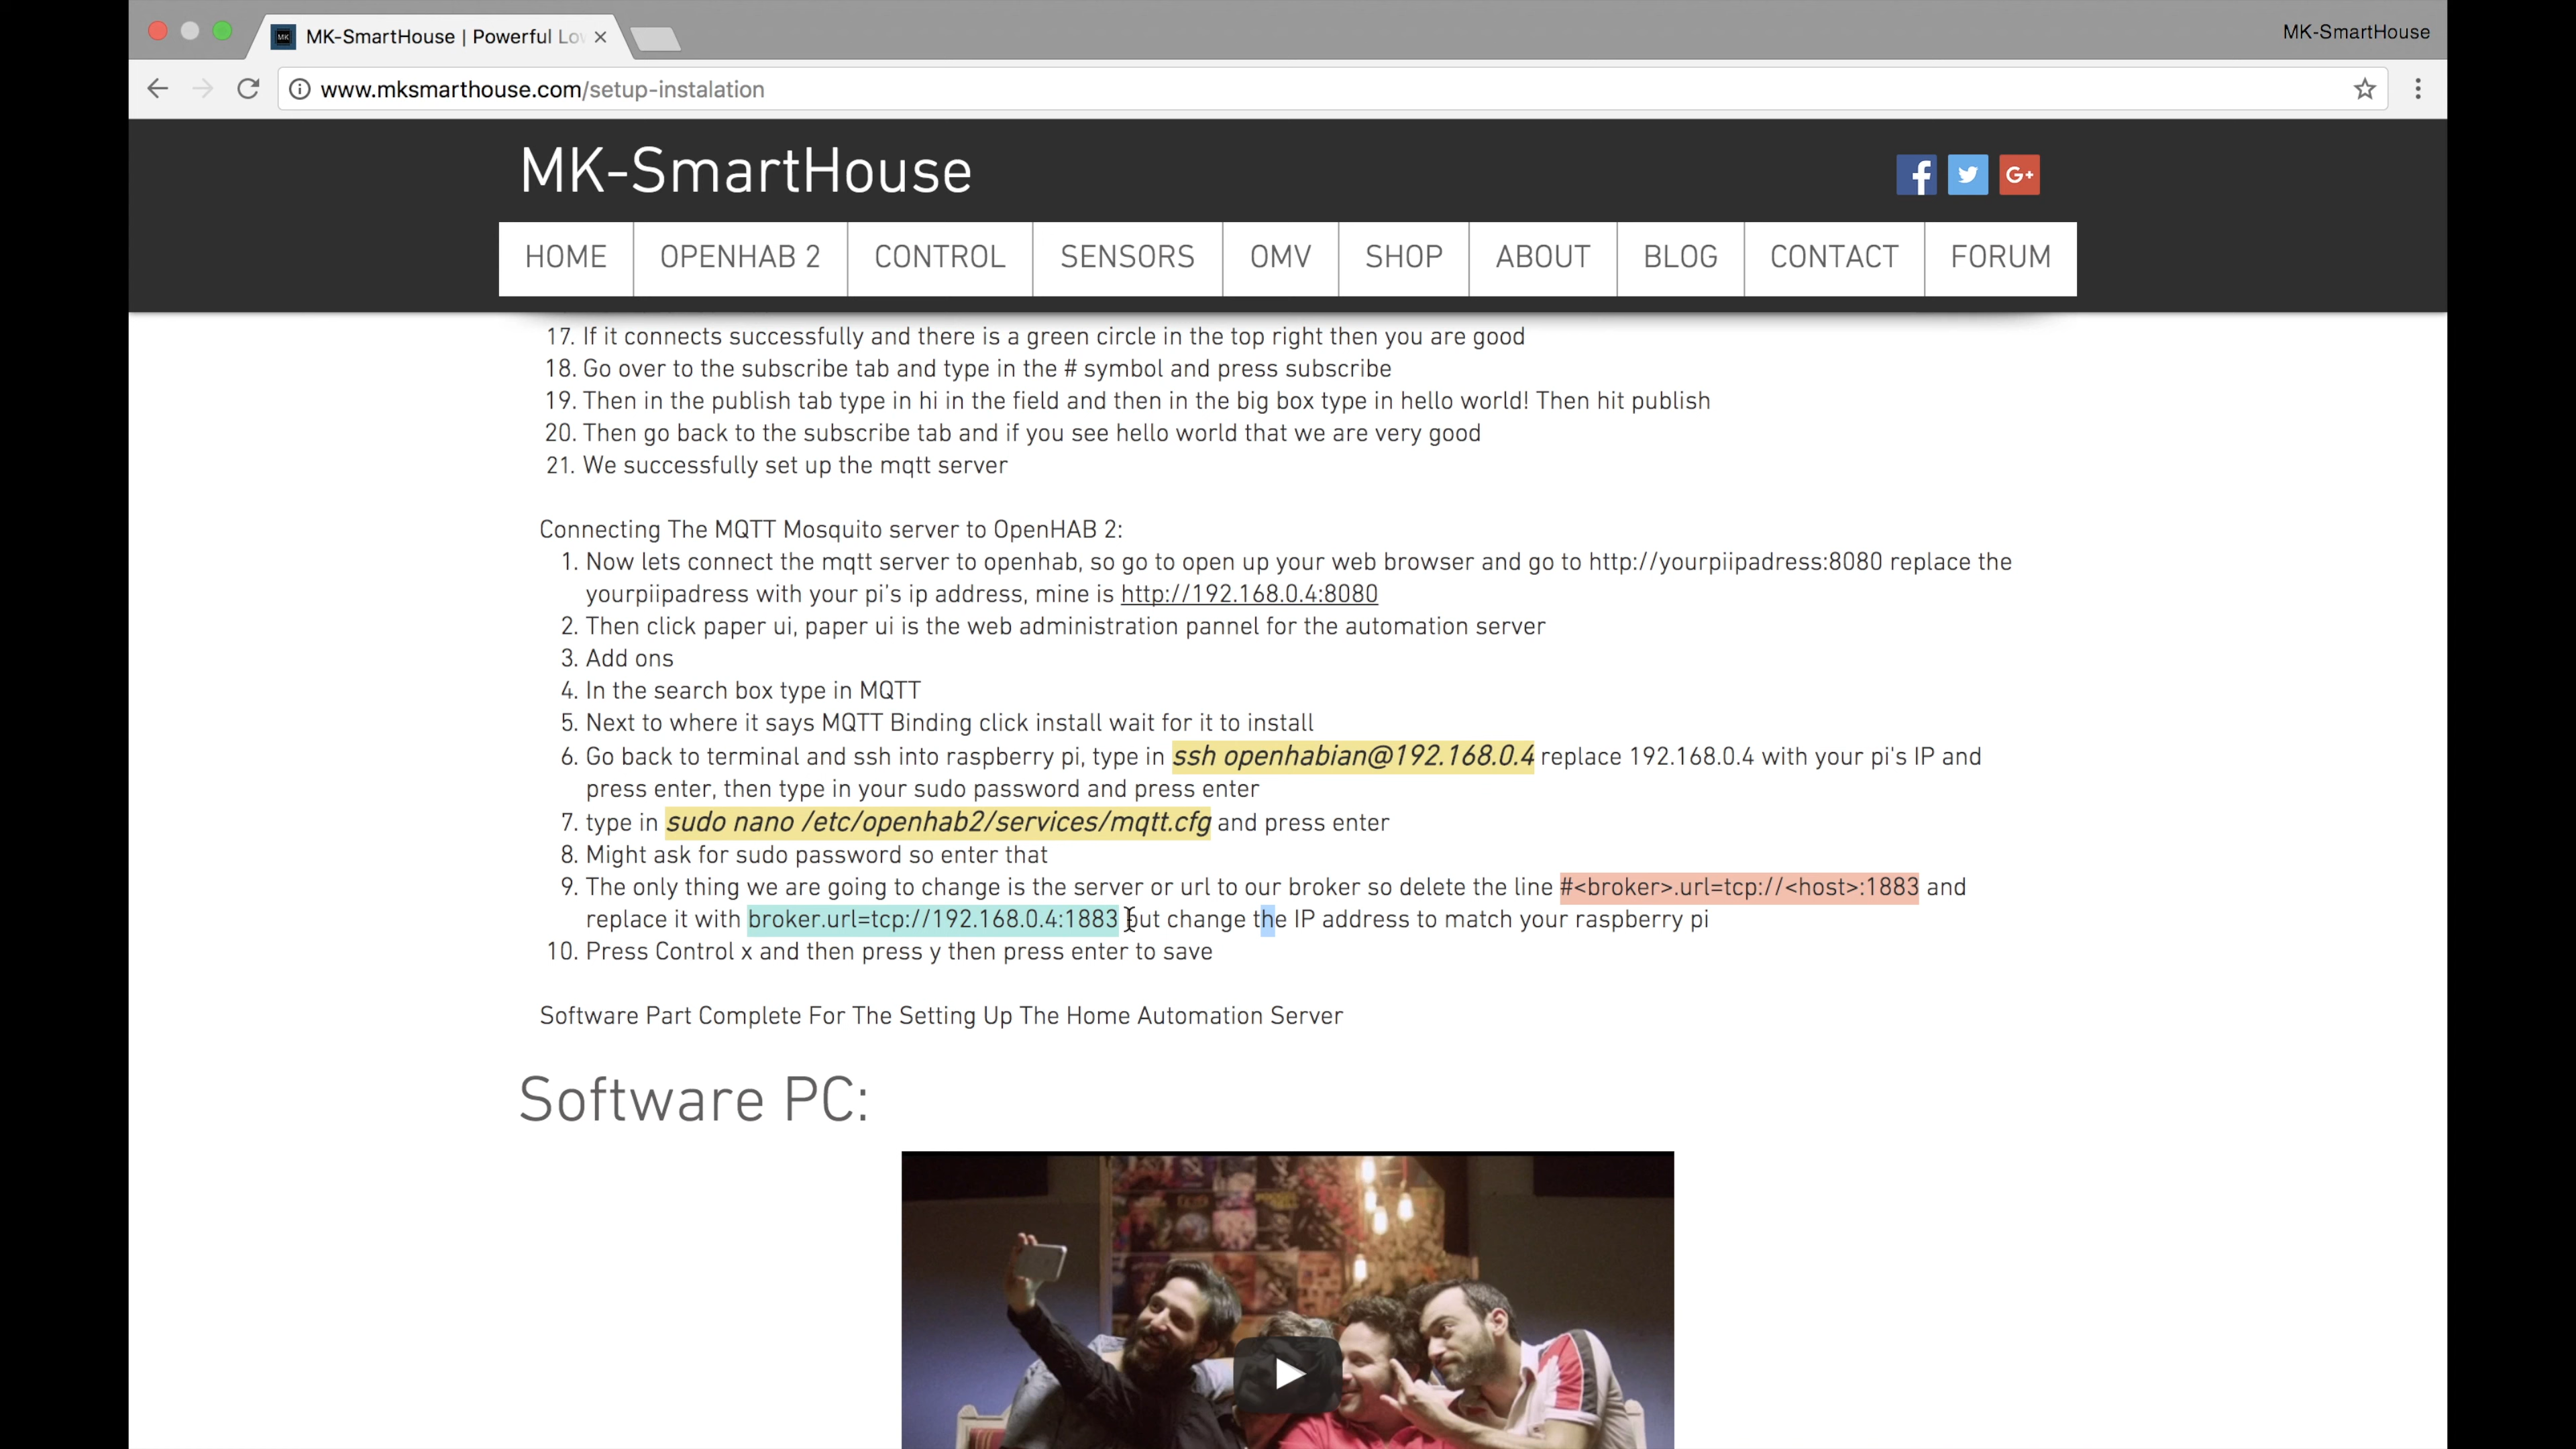 MK-SmartHouse | Powerful Lo
MK-SmartHouse
www.mksmarthouse.com/setup-instalation
MK-SmartHouse
HOME
OPENHAB 2
CONTROL
SENSORS
OMV
SHOP
ABOUT
BLOG
CONTACT
FORUM
17. If it connects successfully and there is a green circle in the top right then you are good
18. Go over to the subscribe tab and type in the # symbol and press subscribe
19. Then in the publish tab type in hi in the field and then in the big box type in hello world! Then hit publish
20. Then go back to the subscribe tab and if you see hello world that we are very good
21. We successfully set up the mqtt server
Connecting The MQTT Mosquito server to OpenHAB 2:
1. Now lets connect the mqtt server to openhab, so go to open up your web browser and go to http://yourpiipadress:8080 replace the
yourpiipadress with your pi's ip address, mine is http://192.168.0.4:8080
2. Then click paper ui, paper ui is the web administration pannel for the automation server
3. Add ons
4. In the search box type in MQTT
5. Next to where it says MQTT Binding click install wait for it to install
6. Go back to terminal and ssh into raspberry pi, type in ssh openhabian@192.168.0.4 replace 192.168.0.4 with your pi's IP and
press enter, then type in your sudo password and press enter
7. type in sudo nano /etc/openhab2/services/mqtt.cfg and press enter
8. Might ask for sudo password so enter that
9. The only thing we are going to change is the server or url to our broker so delete the line #<broker>.url=tcp://<host>:1883 and
replace it with broker.url=tcp://192.168.0.4:1883 but change the IP address to match your raspberry pi
10. Press Control x and then press y then press enter to save
Software Part Complete For The Setting Up The Home Automation Server
Software PC: